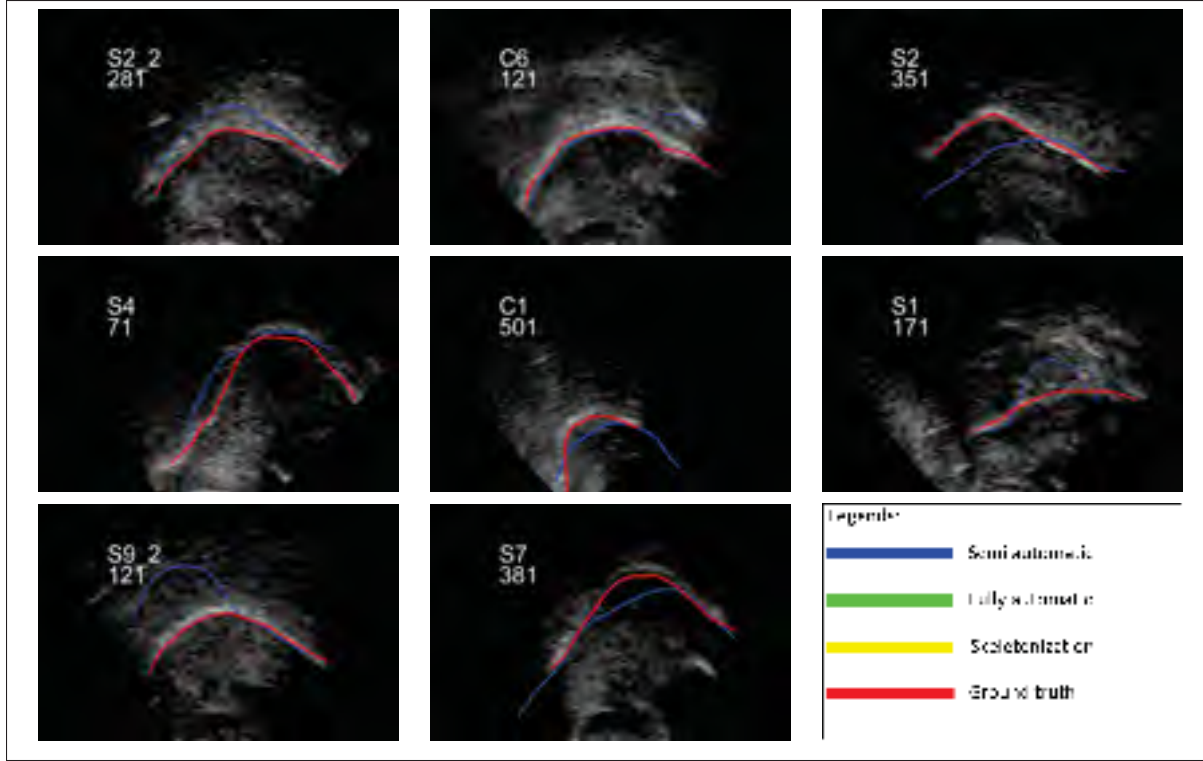 S2_2
281
C6
121
S2
351
S4
71
C1
501
S1
171
S9_2
121
S7
381
Legends:
Semi automatic
Fully automatic
Skeletonization
Ground truth